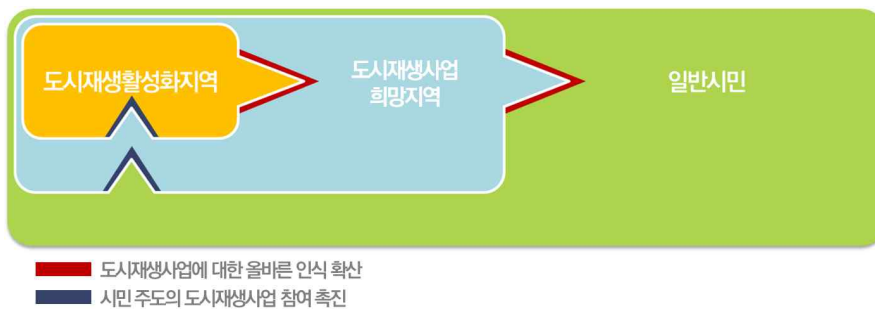 도시재생활성화지역
도시재생사업
희망지역
일반시민
도시재생사업에 대한 올바른 인식 확산
시민 주도의 도시재생사업 참여 촉진